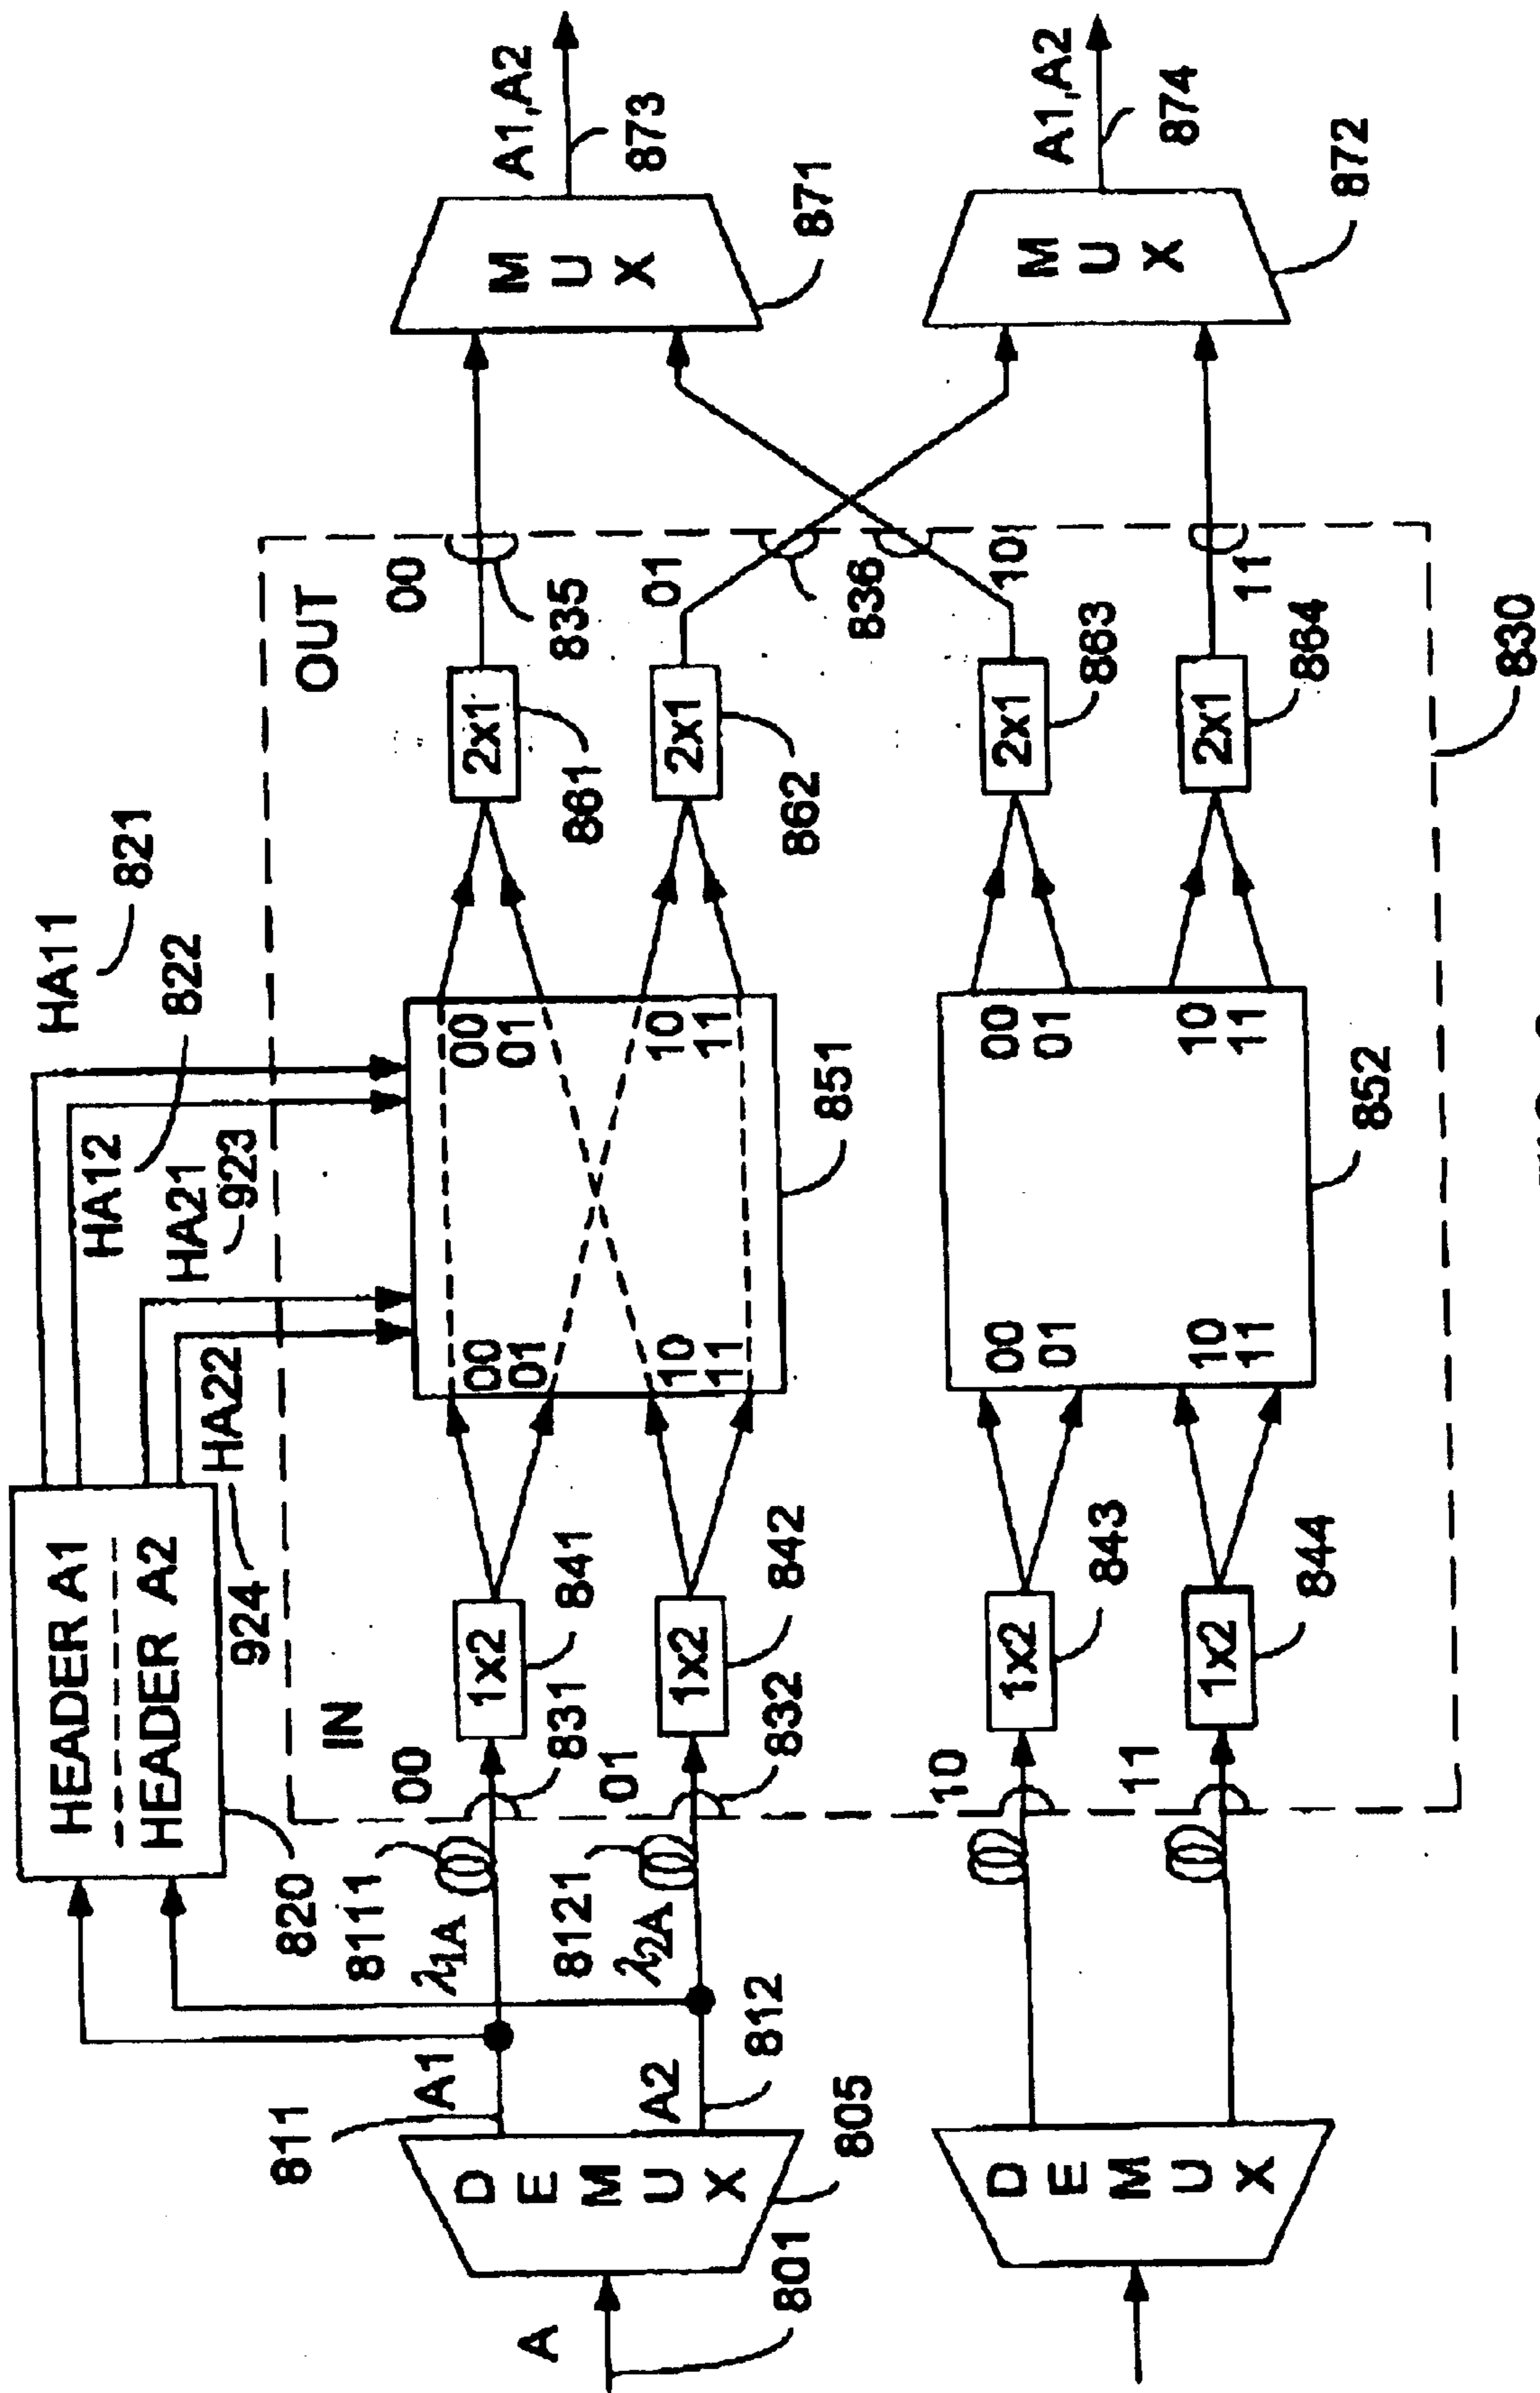 HEADER A1
HEADER A2
820
HA11
821
HA12
822
HA21
923
HA22
924
IN
OUT
A
801
DEMUX
805
811
A1
A2
812
8111
λ1A
8121
λ2A
00
831
01
832
1x2
841
1x2
842
00
01
10
11
00
01
10
11
851
2x1
861
2x1
862
00
835
01
836
MUX
871
A1,A2
873
DEMUX
10
11
1x2
843
1x2
844
00
01
10
11
00
01
10
11
852
2x1
863
2x1
864
10
11
830
MUX
872
A1,A2
874